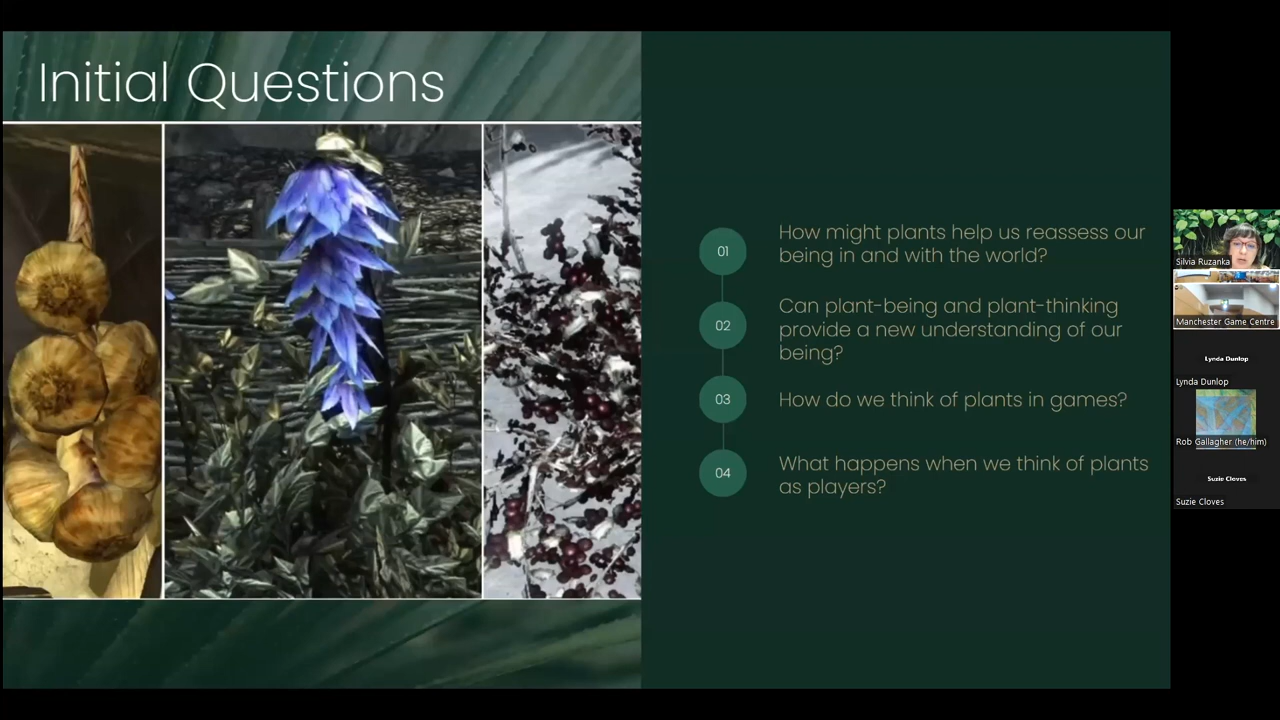 Initial Questions
01
How might plants help us reassess our
being in and with the world?
02
Can plant-being and plant-thinking
provide a new understanding of our
being?
03
How do we think of plants in games?
04
What happens when we think of plants
as players?
Silvia Ruzanka
Manchester Game Centre
Lynda Dunlop
Lynda Dunlop
Rob Gallagher (he/him)
Suzie Cloves
Suzie Cloves